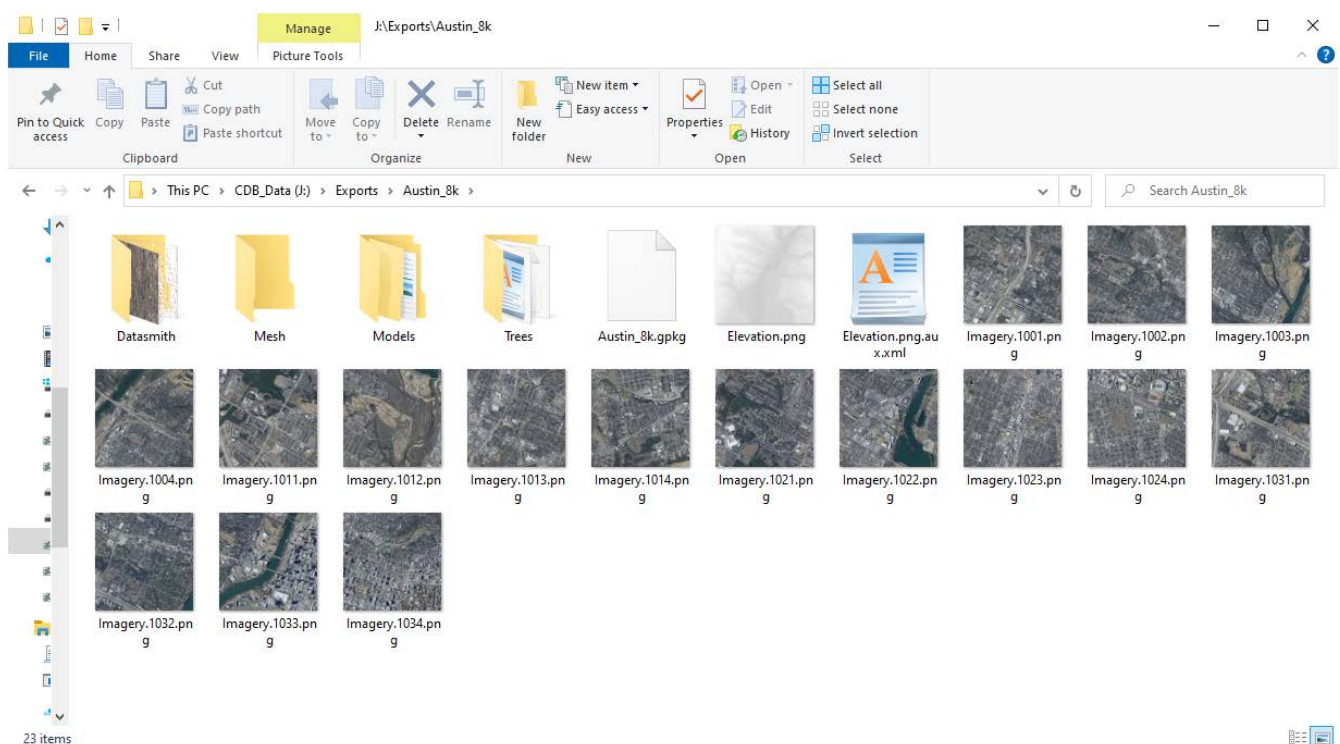 Manage
J:\Exports\Austin_8k
File
Home
Share
View
Picture Tools
Pin to Quick
access
Copy
Paste
Cut
Copy path
Paste shortcut
Clipboard
Move
to
Copy
to
Delete
Rename
Organize
New
folder
New item
Easy access
New
Properties
Open
Edit
History
Open
Select all
Select none
Invert selection
Select
This PC > CDB_Data (J:) > Exports > Austin_8k >
Search Austin_8k
Datasmith
Mesh
Models
Trees
Austin_8k.gpkg
Elevation.png
Elevation.png.au
x.xml
Imagery.1001.pn
g
Imagery.1002.pn
g
Imagery.1003.pn
g
Imagery.1004.pn
g
Imagery.1011.pn
g
Imagery.1012.pn
g
Imagery.1013.pn
g
Imagery.1014.pn
g
Imagery.1021.pn
g
Imagery.1022.pn
g
Imagery.1023.pn
g
Imagery.1024.pn
g
Imagery.1031.pn
g
Imagery.1032.pn
g
Imagery.1033.pn
g
Imagery.1034.pn
g
23 items